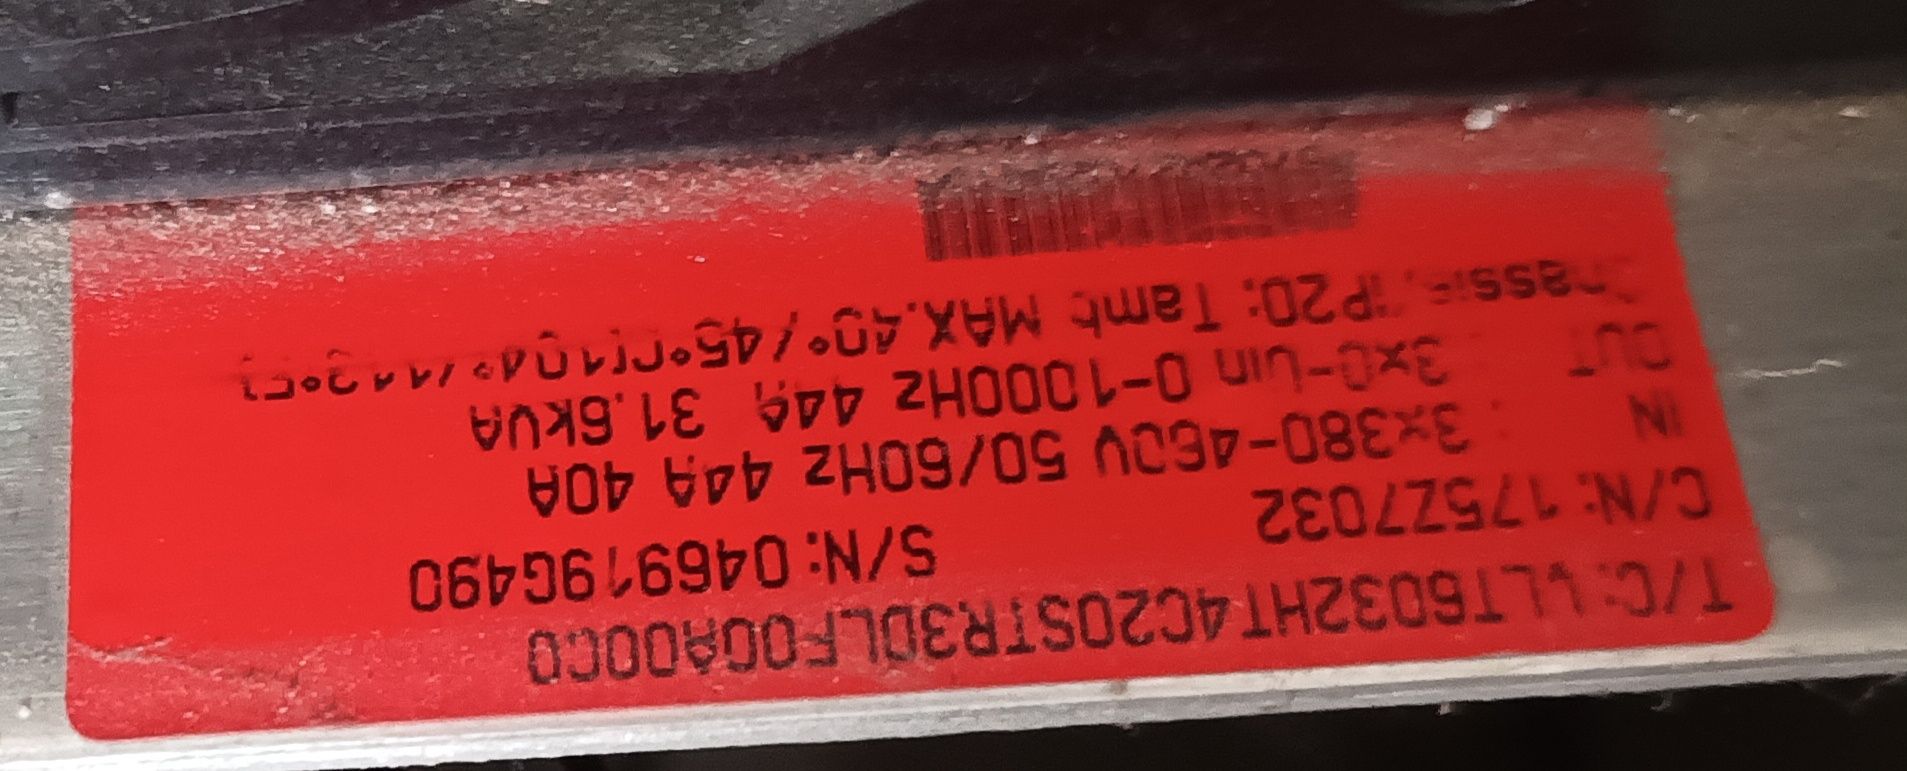 T/C: VLT6032HT4C20STR3DLF00A00C0
C/N: 175Z7032 S/N: 046919G490
IN : 3x380-460V 50/60Hz 44A 40A
OUT : 3x0-Uin 0-1000Hz 44A 31.6kVA
IP20: Tamb MAX.40°/45°C(104°/113°F)